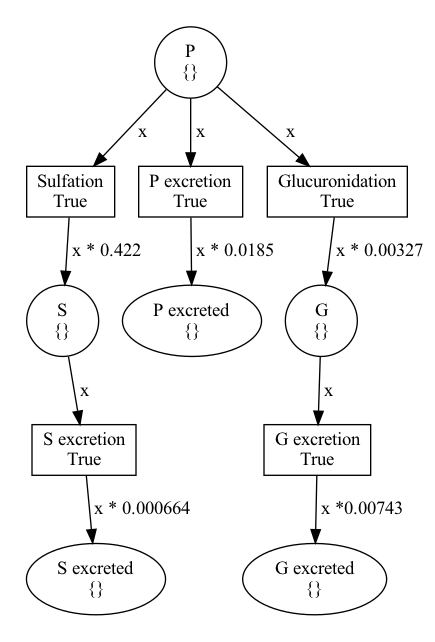 P
{}
x
x
x
Sulfation
True
P excretion
True
Glucuronidation
True
x * 0.422
x * 0.0185
x * 0.00327
S
{}
P excreted
{}
G
{}
x
x
S excretion
True
G excretion
True
x * 0.000664
x *0.00743
S excreted
{}
G excreted
{}